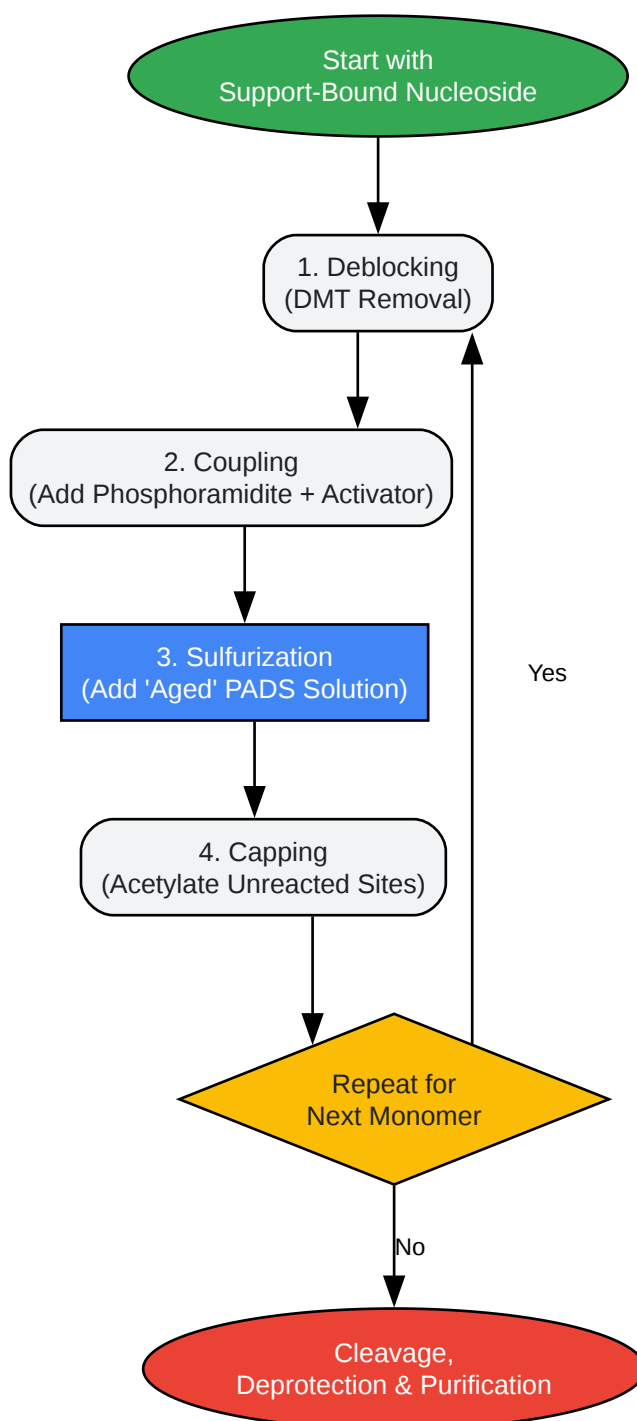 Start with
Support-Bound Nucleoside
1. Deblocking
(DMT Removal)
2. Coupling
(Add Phosphoramidite + Activator)
3. Sulfurization
(Add 'Aged' PADS Solution)
Yes
4. Capping
(Acetylate Unreacted Sites)
Repeat for
Next Monomer
No
Cleavage,
Deprotection & Purification